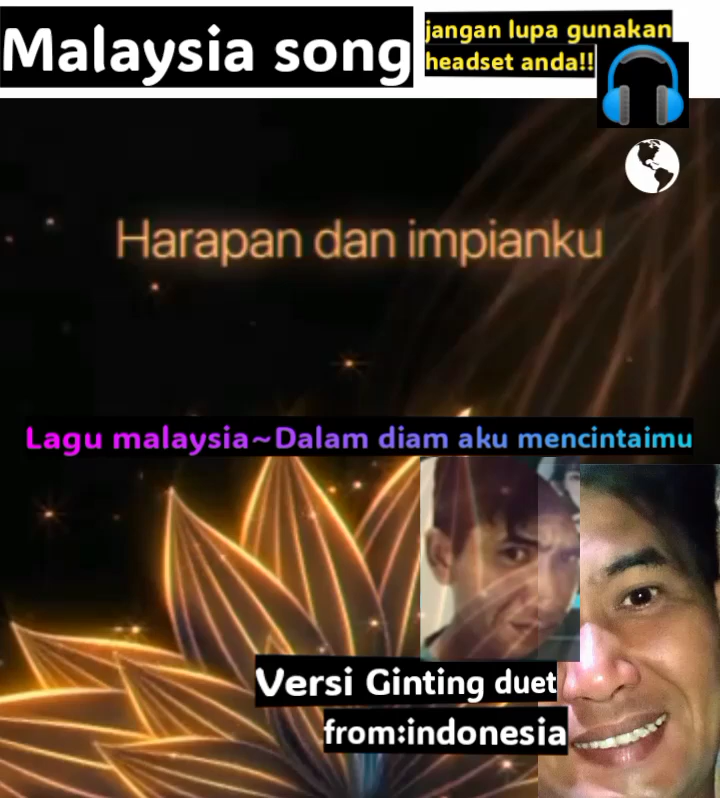 Malaysia song
jangan lupa gunakan
headset anda!!
Harapan dan impianku
Lagu malaysia~Dalam diam aku mencintaimu
Versi Ginting duet
from:indonesia